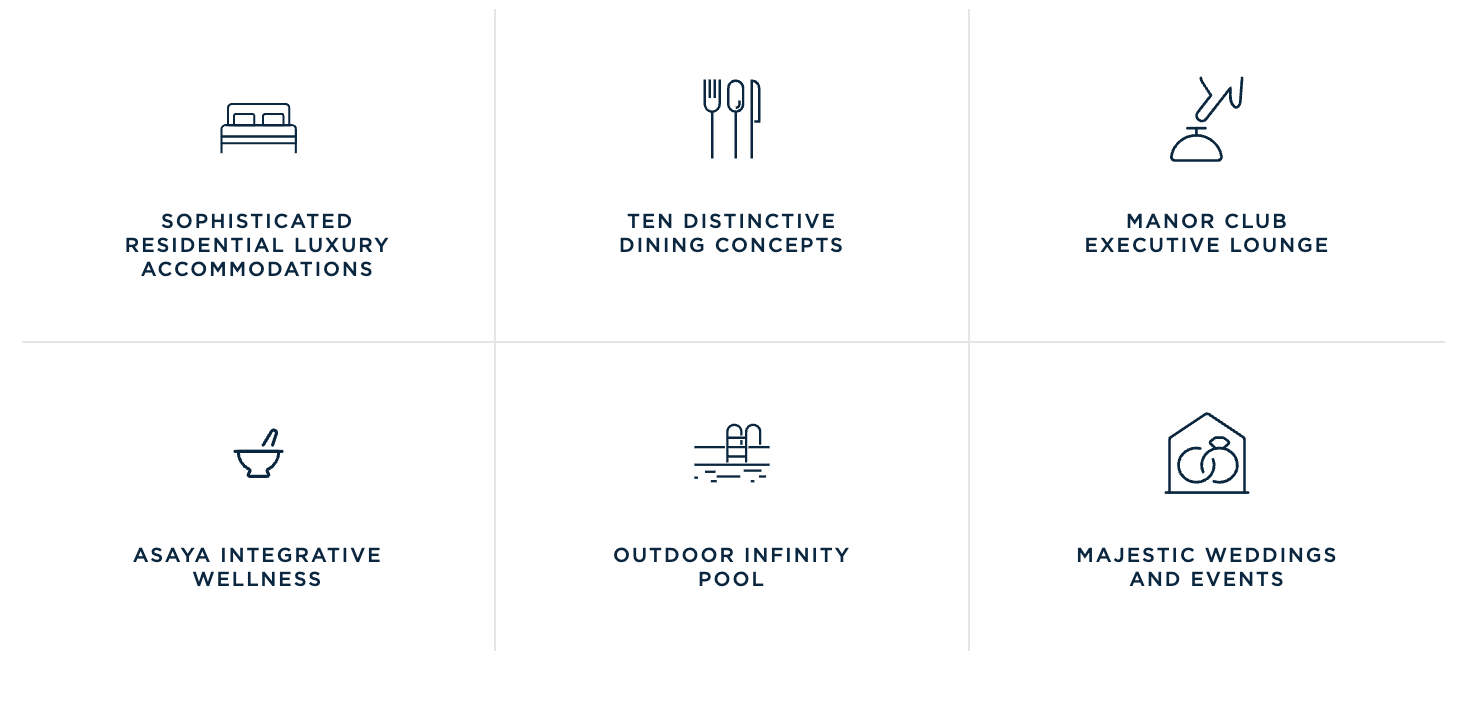 SOPHISTICATED
RESIDENTIAL LUXURY
ACCOMMODATIONS
TEN DISTINCTIVE
DINING CONCEPTS
MANOR CLUB
EXECUTIVE LOUNGE
ASAYA INTEGRATIVE
WELLNESS
OUTDOOR INFINITY
POOL
MAJESTIC WEDDINGS
AND EVENTS